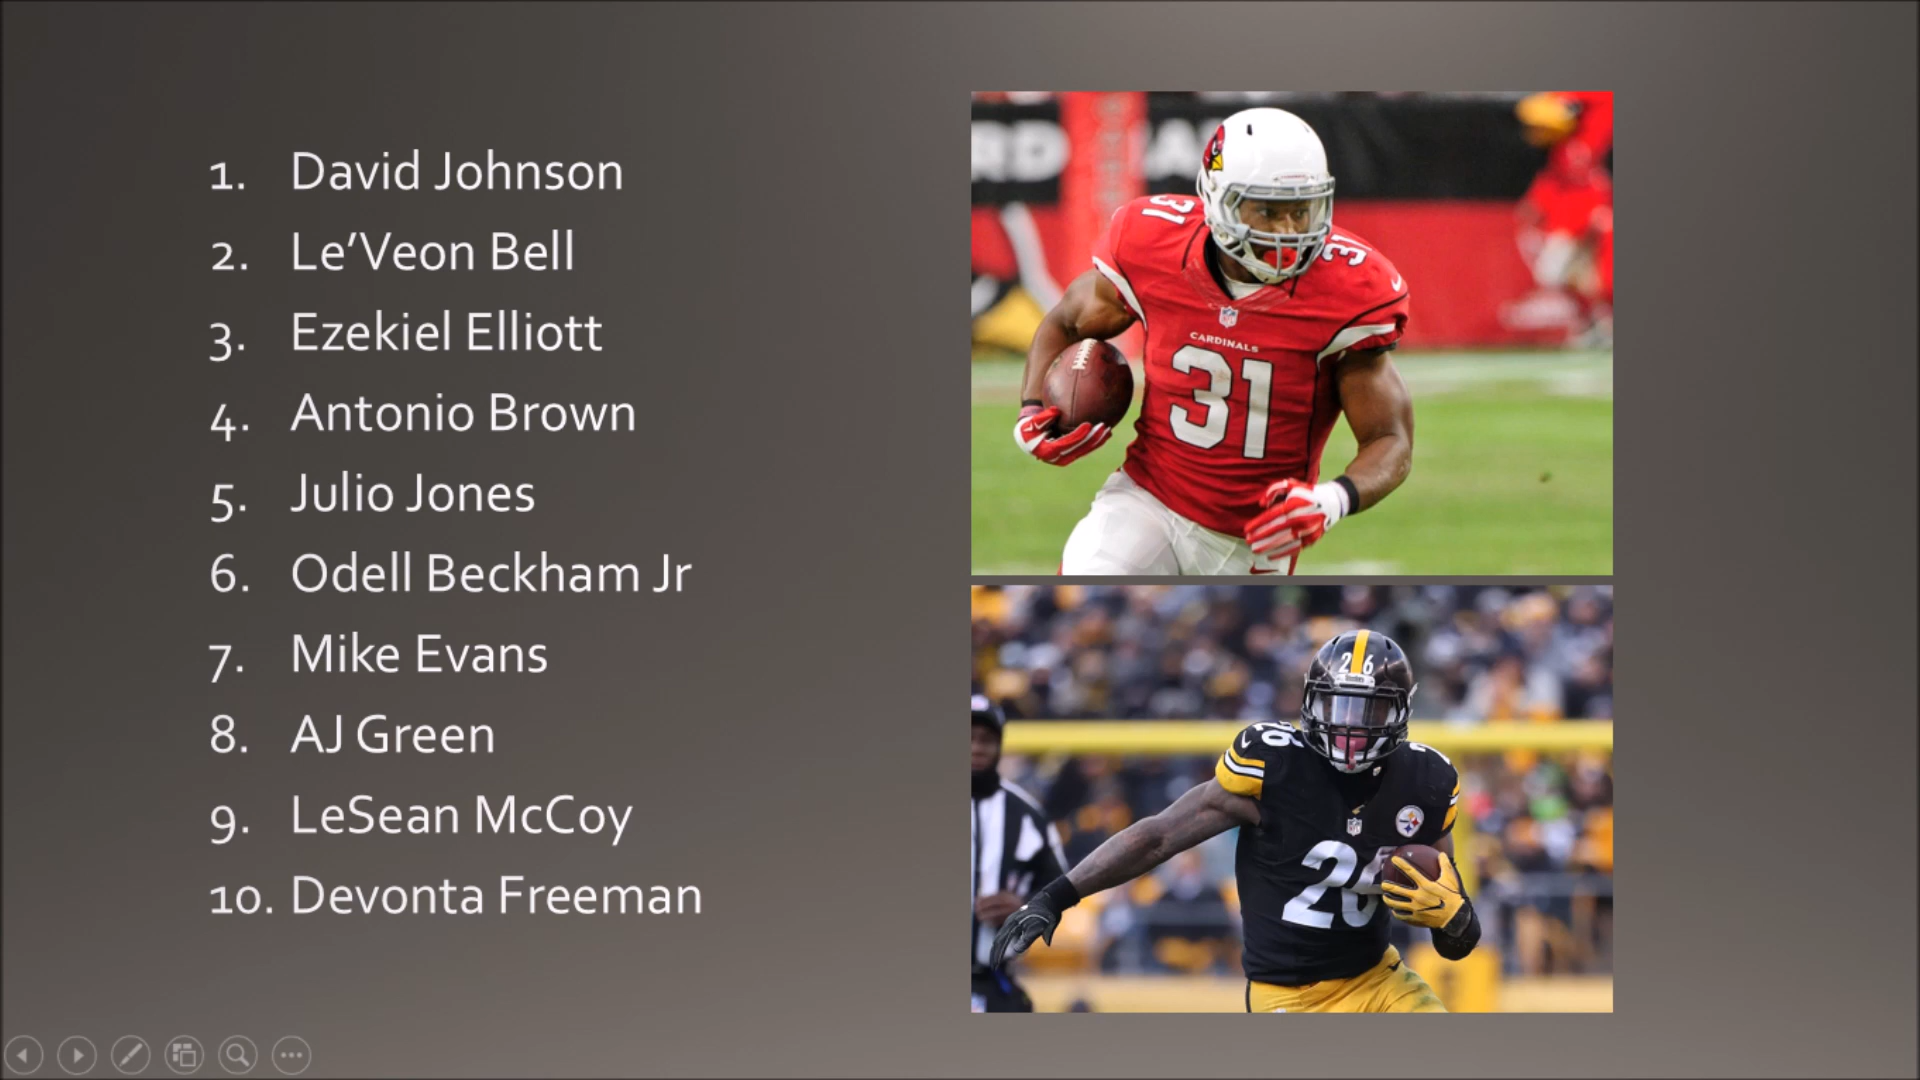 1. David Johnson
2. Le’Veon Bell
3. Ezekiel Elliott
4. Antonio Brown
5. Julio Jones
6. Odell Beckham Jr
7. Mike Evans
8. AJ Green
9. LeSean McCoy
10. Devonta Freeman
RD
31
31
CARDINALS
31
26
26
26